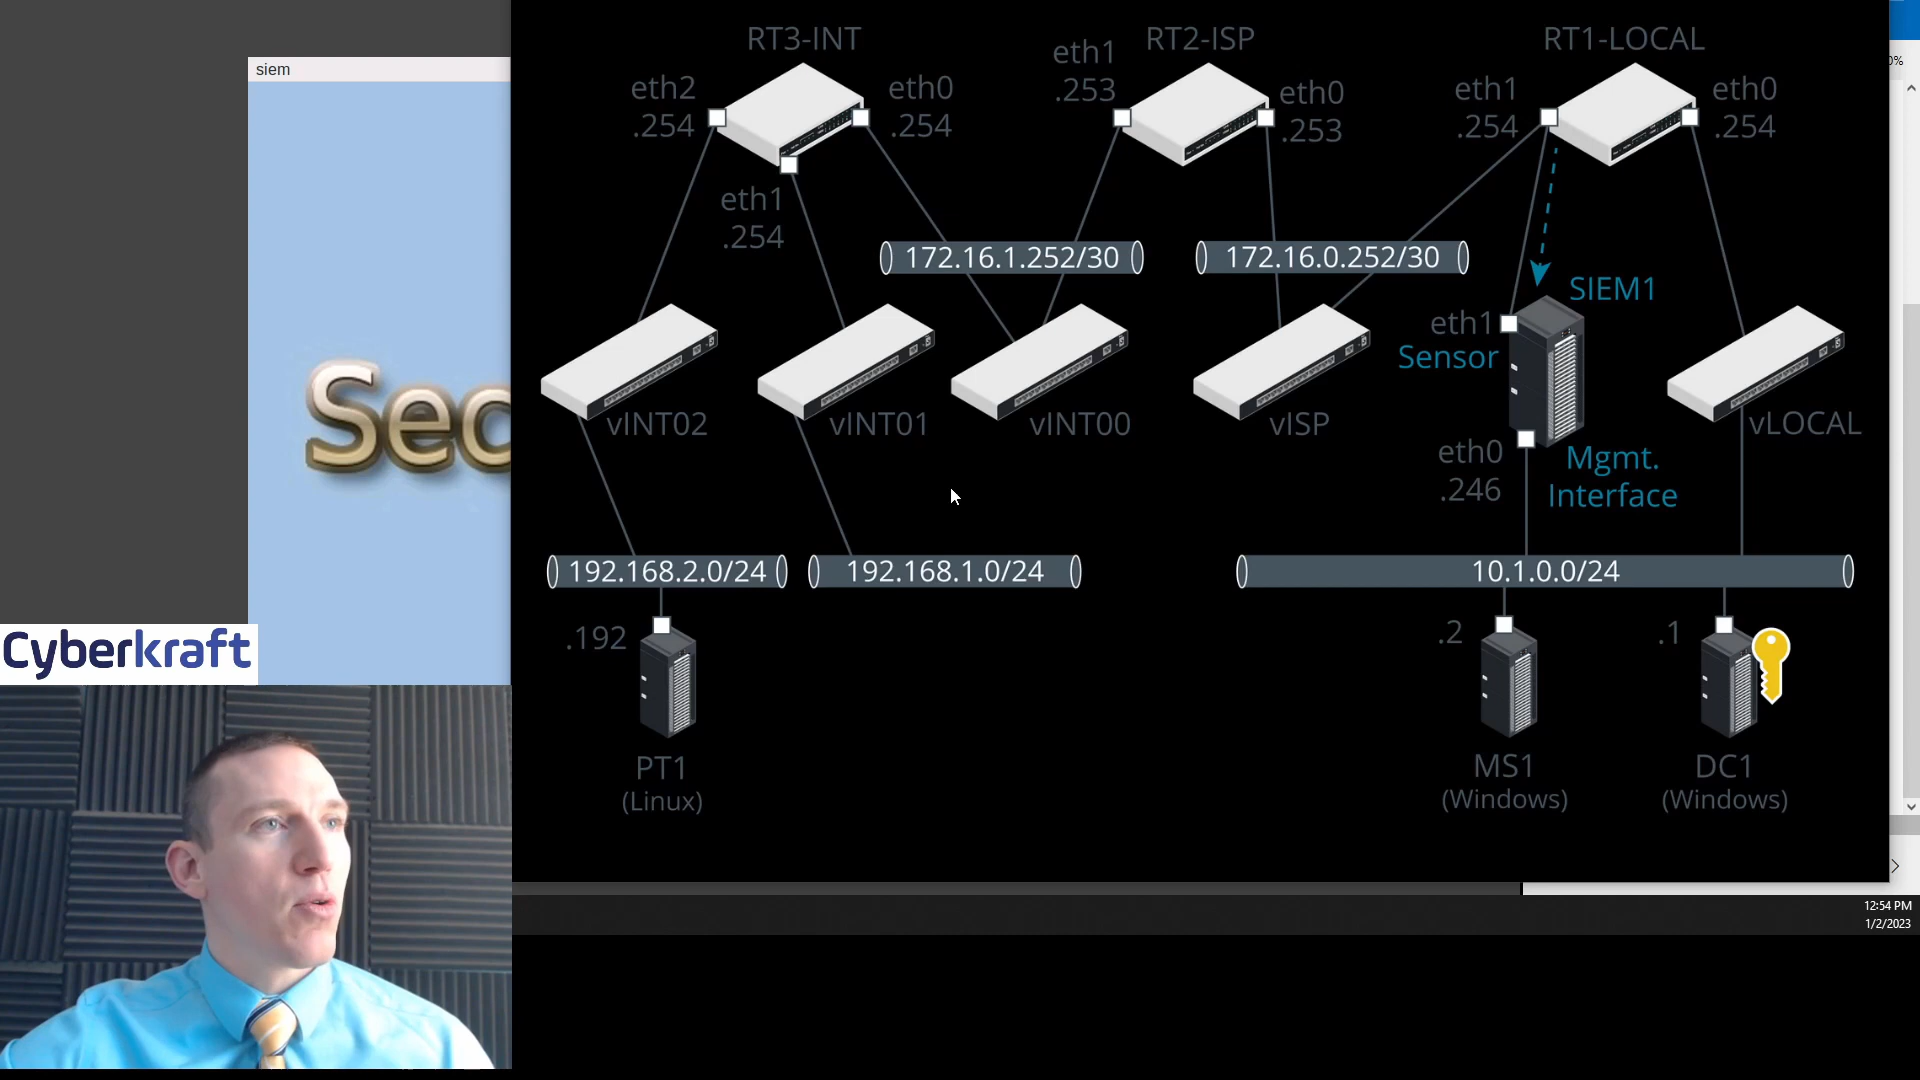 siem
Sec
Cyberkraft
RT3-INT
RT2-ISP
RT1-LOCAL
eth2
.254
eth0
.254
eth1
.254
eth1
.253
eth0
.253
eth1
.254
eth0
.254
172.16.1.252/30
172.16.0.252/30
SIEM1
eth1
Sensor
vINT02
vINT01
vINT00
vISP
vLOCAL
eth0
.246
Mgmt.
Interface
192.168.2.0/24
192.168.1.0/24
10.1.0.0/24
.192
.2
.1
PT1
(Linux)
MS1
(Windows)
DC1
(Windows)
0%
12:54 PM
1/2/2023